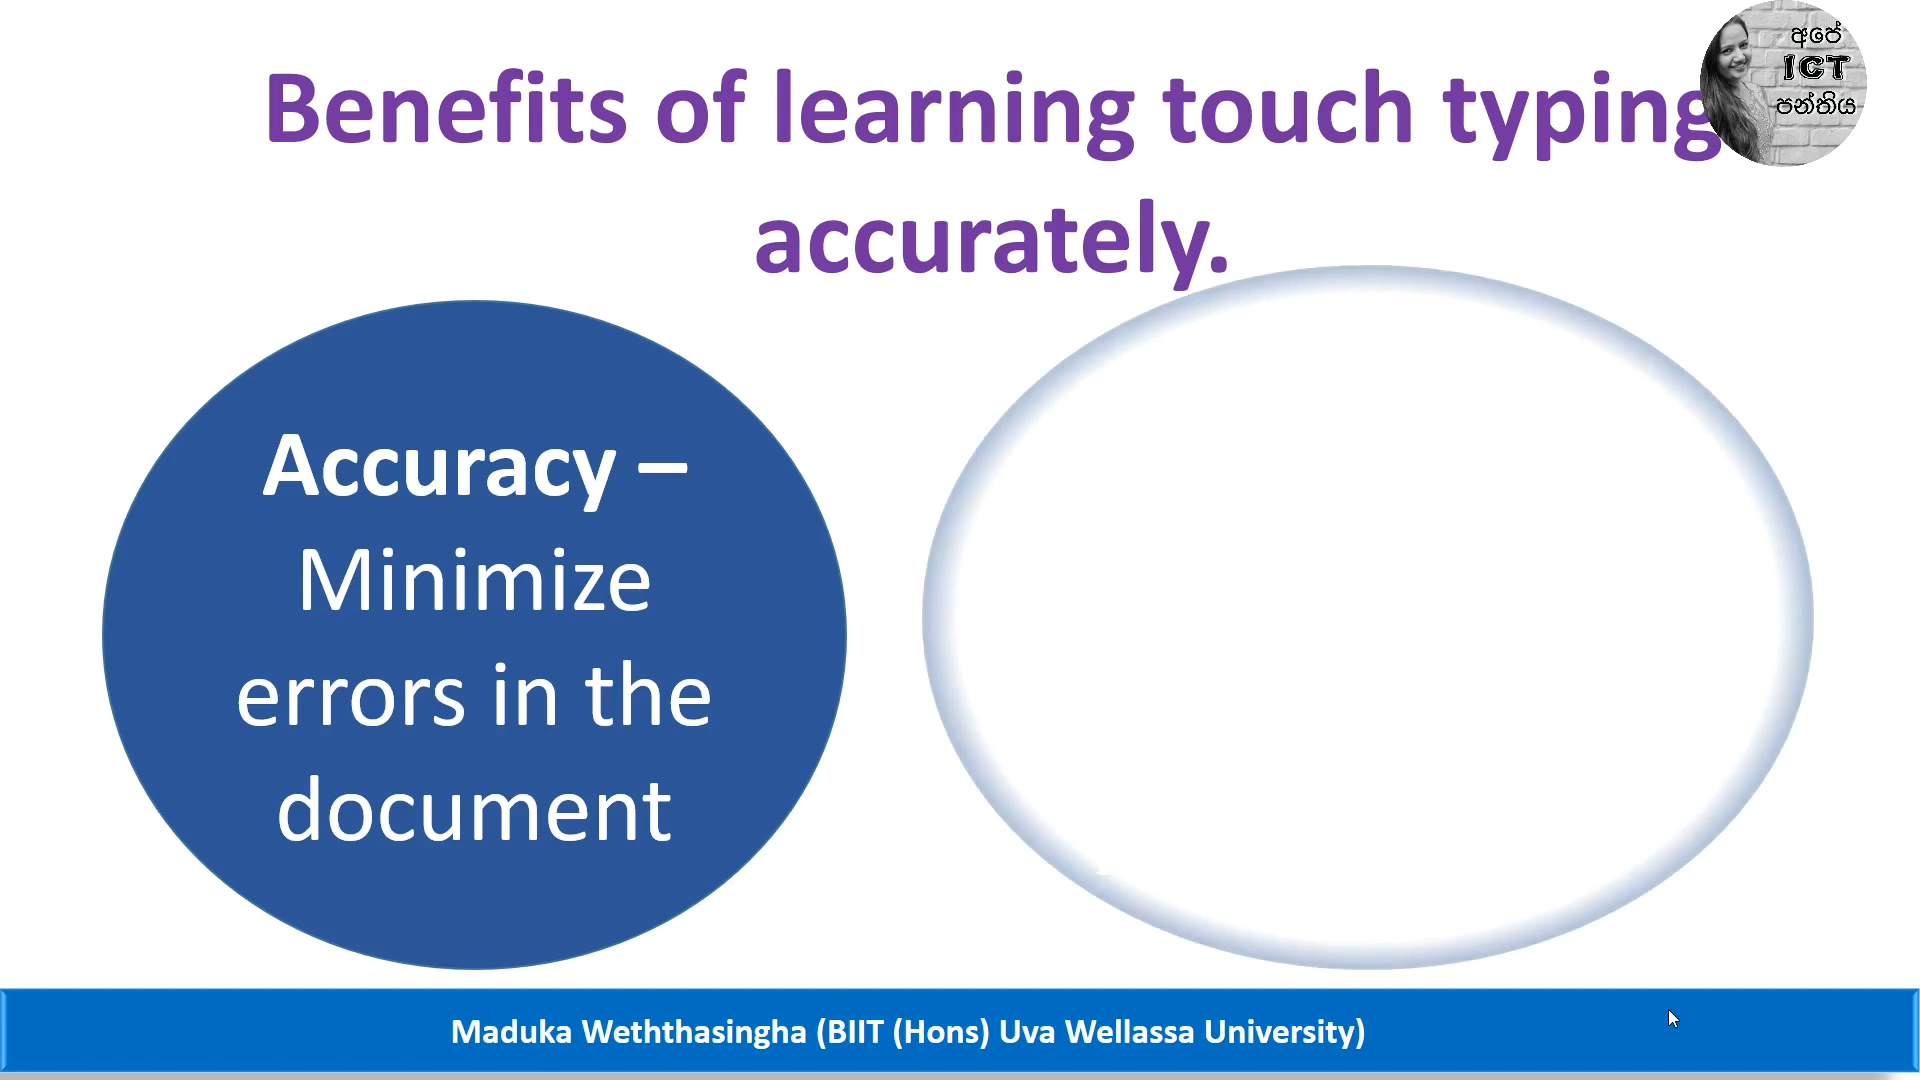 Benefits of learning touch typing
accurately.
අපේ
ICT
පන්තිය
Accuracy –
Minimize
errors in the
document
Maduka Weththasingha (BIIT (Hons) Uva Wellassa University)